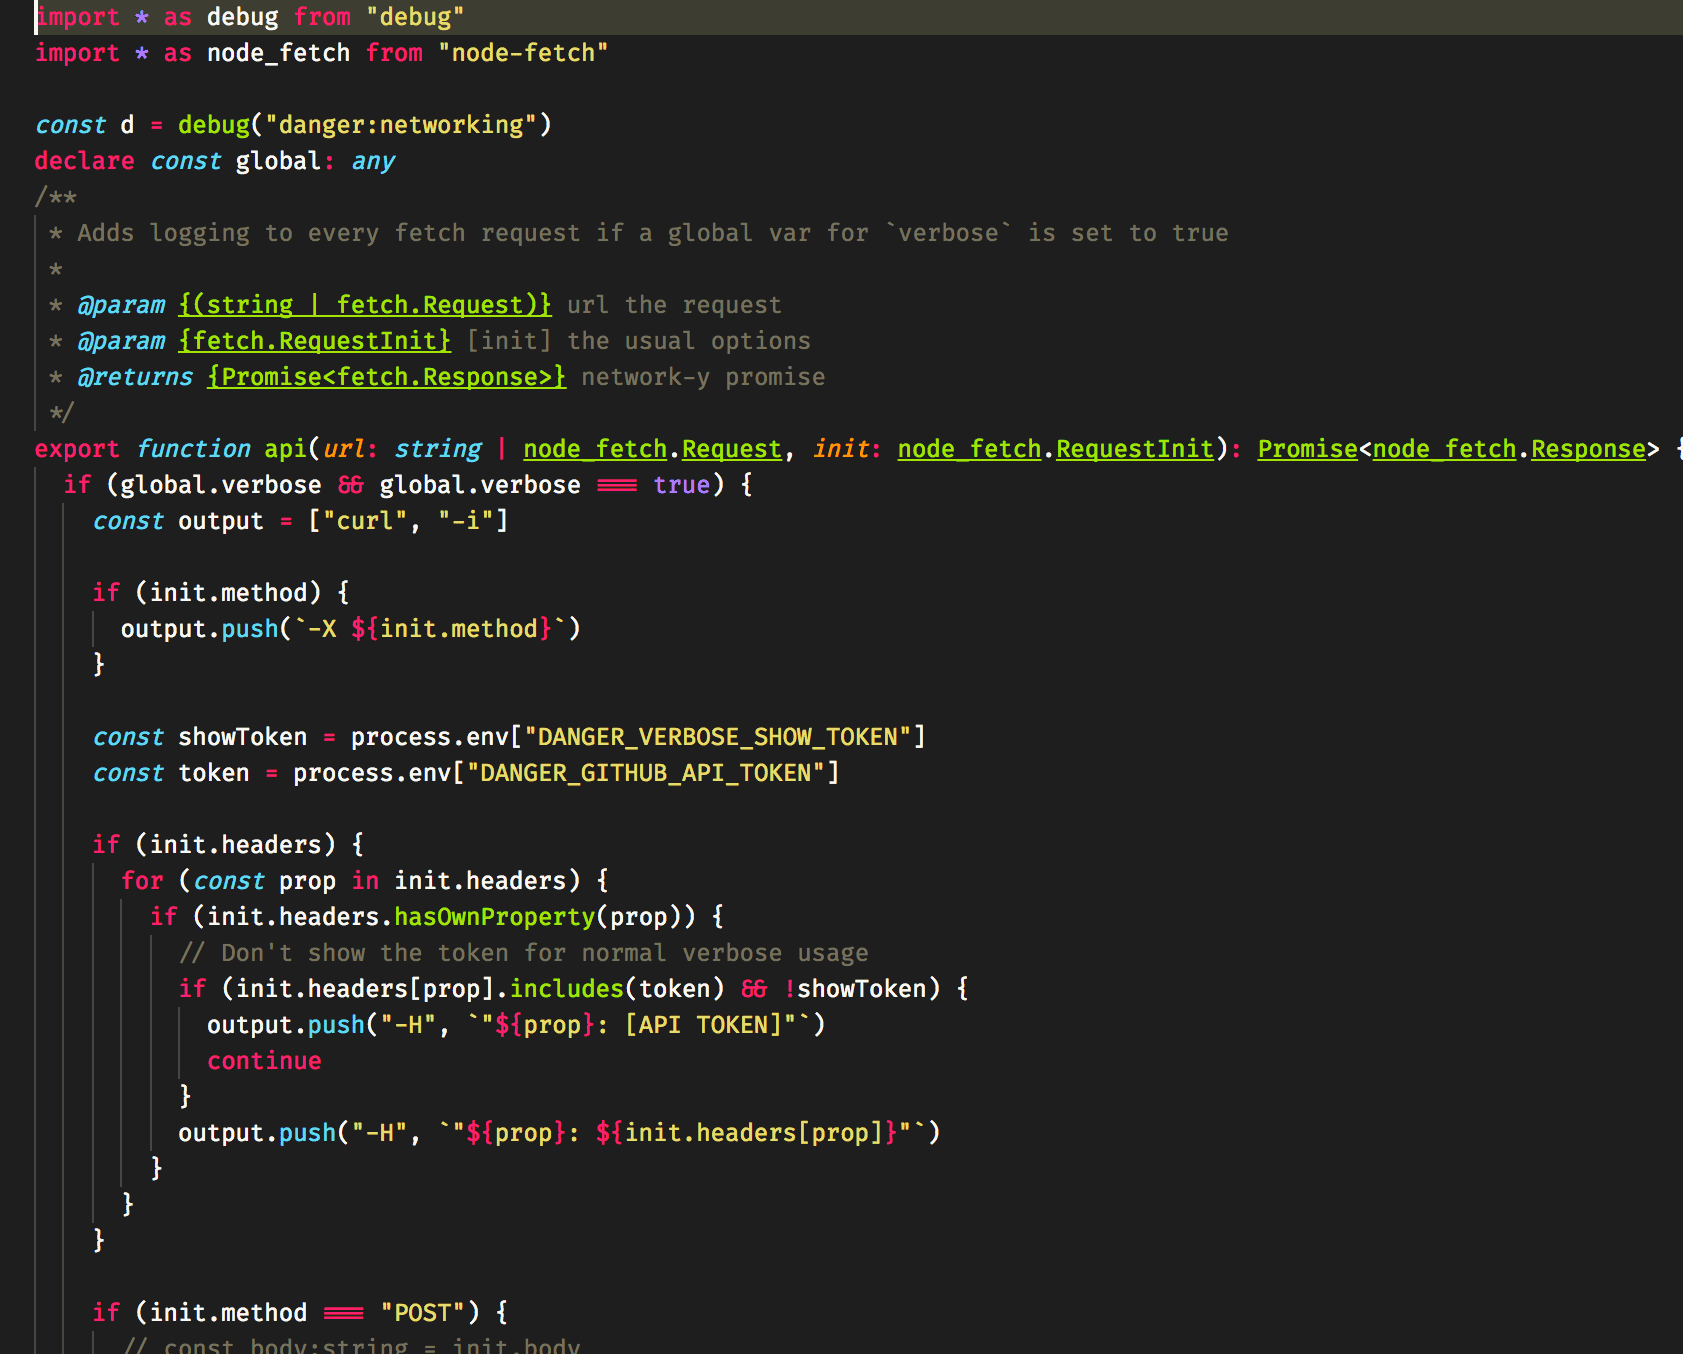 import * as debug from "debug"
import * as node_fetch from "node-fetch"

const d = debug("danger:networking")
declare const global: any
/**
 * Adds logging to every fetch request if a global var for `verbose` is set to true
 *
 * @param {(string | fetch.Request)} url the request
 * @param {fetch.RequestInit} [init] the usual options
 * @returns {Promise<fetch.Response>} network-y promise
 */
export function api(url: string | node_fetch.Request, init: node_fetch.RequestInit): Promise<node_fetch.Response> {
  if (global.verbose && global.verbose === true) {
    const output = ["curl", "-i"]

    if (init.method) {
      output.push(`-X ${init.method}`)
    }

    const showToken = process.env["DANGER_VERBOSE_SHOW_TOKEN"]
    const token = process.env["DANGER_GITHUB_API_TOKEN"]

    if (init.headers) {
      for (const prop in init.headers) {
        if (init.headers.hasOwnProperty(prop)) {
          // Don't show the token for normal verbose usage
          if (init.headers[prop].includes(token) && !showToken) {
            output.push("-H", `"${prop}: [API TOKEN]"`)
            continue
          }
          output.push("-H", `"${prop}: ${init.headers[prop]}"`)
        }
      }
    }

    if (init.method === "POST") {
      // const body:string = init.body